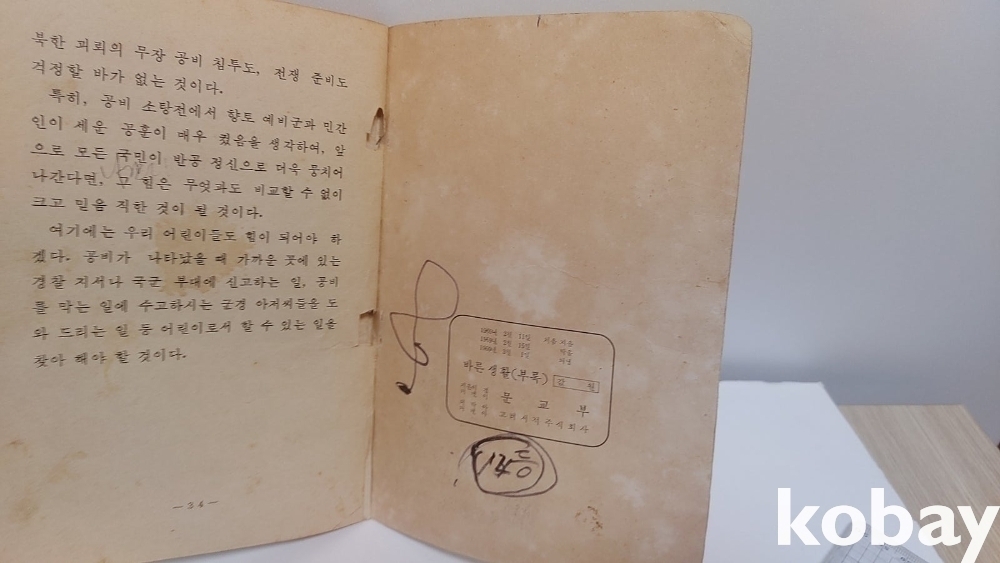 북한 괴뢰의 무장 공비 침투도, 전쟁 준비도
걱정할 바가 없는 것이다.
특히, 공비 소탕전에서 향토 예비군과 민간
인이 세운 공훈이 매우 컸음을 생각하여, 앞
으로 모든 국민이 반공 정신으로 더욱 뭉치어
나간다면, 그 힘은 무엇과도 비교할 수 없이
크고 믿음 직한 것이 될 것이다.
여기에는 우리 어린이들도 힘이 되어야 하
겠다. 공비가 나타났을 때 가까운 곳에 있는
경찰 지서나 국군 부대에 신고하는 일, 공비
를 막는 일에 수고하시는 군경 아저씨들을 도
와 드리는 일 등 어린이로서 할 수 있는 일을
찾아 해야 할 것이다.
— 34 —
바른 생활(부록)
문 교 부
고려서적주식회사
kobay